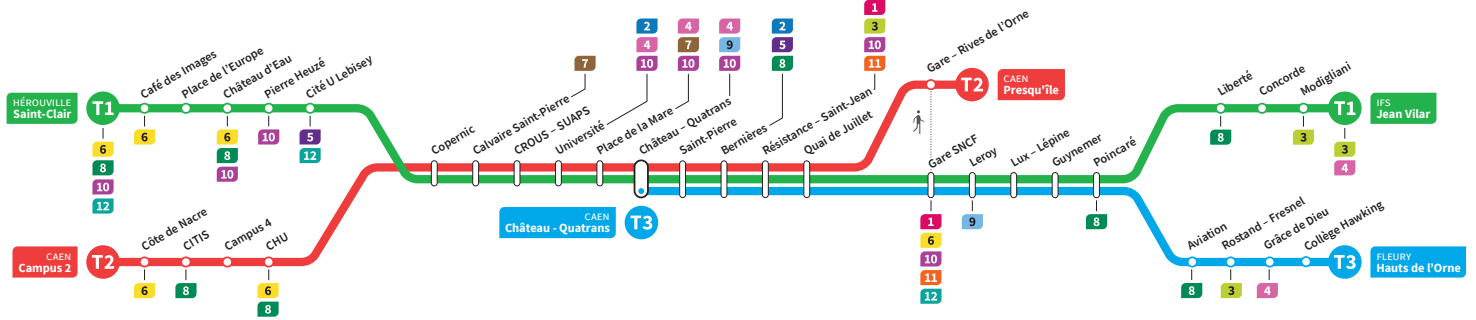 HÉROUVILLE
Saint-Clair
T1
6
8
10
12
Café des Images
6
Place de l'Europe
Château d'Eau
6
8
10
Pierre Heuzé
10
Cité U Lebisey
5
12
CAEN
Campus 2
T2
Côte de Nacre
6
CITIS
8
Campus 4
CHU
6
8
Copernic
Calvaire Saint-Pierre
7
CROUS – SUAPS
Université
2
4
10
Place de la Mare
4
7
10
Château – Quatrans
4
9
10
CAEN
Château - Quatrans
T3
Saint-Pierre
Bernières
2
5
8
Résistance – Saint-Jean
1
3
10
11
Quai de Juillet
Gare – Rives de l'Orne
T2
CAEN
Presqu'île
Gare SNCF
1
6
10
11
12
Leroy
9
Lux – Lépine
Guynemer
Poincaré
8
Liberté
8
Concorde
Modigliani
3
T1
IFS
Jean Vilar
3
4
Aviation
8
Rostand – Fresnel
3
Grâce de Dieu
4
Collège Hawking
T3
FLEURY
Hauts de l'Orne